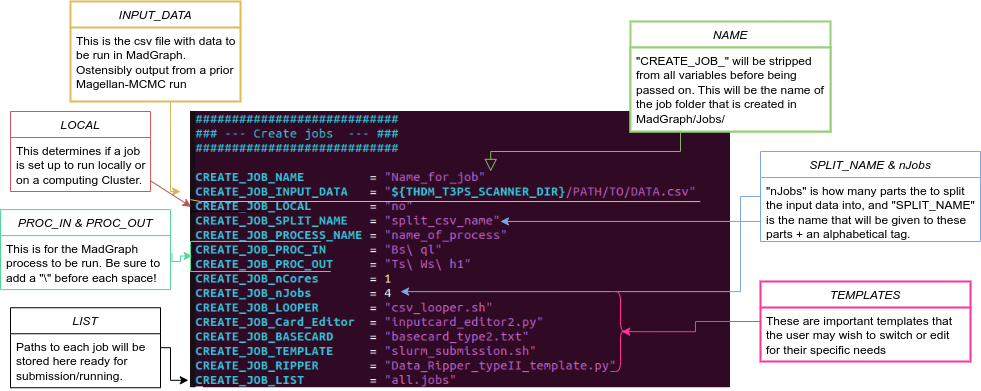 INPUT_DATA
This is the csv file with data to
be run in MadGraph.
Ostensibly output from a prior
Magellan-MCMC run
NAME
"CREATE_JOB_" will be stripped
from all variables before being
passed on. This will be the name of
the job folder that is created in
MadGraph/Jobs/
LOCAL
This determines if a job
is set up to run locally or
on a computing Cluster.
SPLIT_NAME & nJobs
"nJobs" is how many parts the to split
the input data into, and "SPLIT_NAME"
is the name that will be given to these
parts + an alphabetical tag.
PROC_IN & PROC_OUT
This is for the MadGraph
process to be run. Be sure to
add a "\" before each space!
TEMPLATES
These are important templates that
the user may wish to switch or edit
for their specific needs
LIST
Paths to each job will be
stored here ready for
submission/running.
############################
### --- Create jobs  --- ###
############################
CREATE_JOB_NAME = "Name_for_job"
CREATE_JOB_INPUT_DATA = "${THDM_T3PS_SCANNER_DIR}/PATH/TO/DATA.csv"
CREATE_JOB_LOCAL = "no"
CREATE_JOB_SPLIT_NAME = "split_csv_name"
CREATE_JOB_PROCESS_NAME = "name_of_process"
CREATE_JOB_PROC_IN = "Bs\ ql"
CREATE_JOB_PROC_OUT = "Ts\ Ws\ h1"
CREATE_JOB_nCores = 1
CREATE_JOB_nJobs = 4
CREATE_JOB_LOOPER = "csv_looper.sh"
CREATE_JOB_Card_Editor = "inputcard_editor2.py"
CREATE_JOB_BASECARD = "basecard_type2.txt"
CREATE_JOB_TEMPLATE = "slurm_submission.sh"
CREATE_JOB_RIPPER = "Data_Ripper_typeII_template.py"
CREATE_JOB_LIST = "all.jobs"